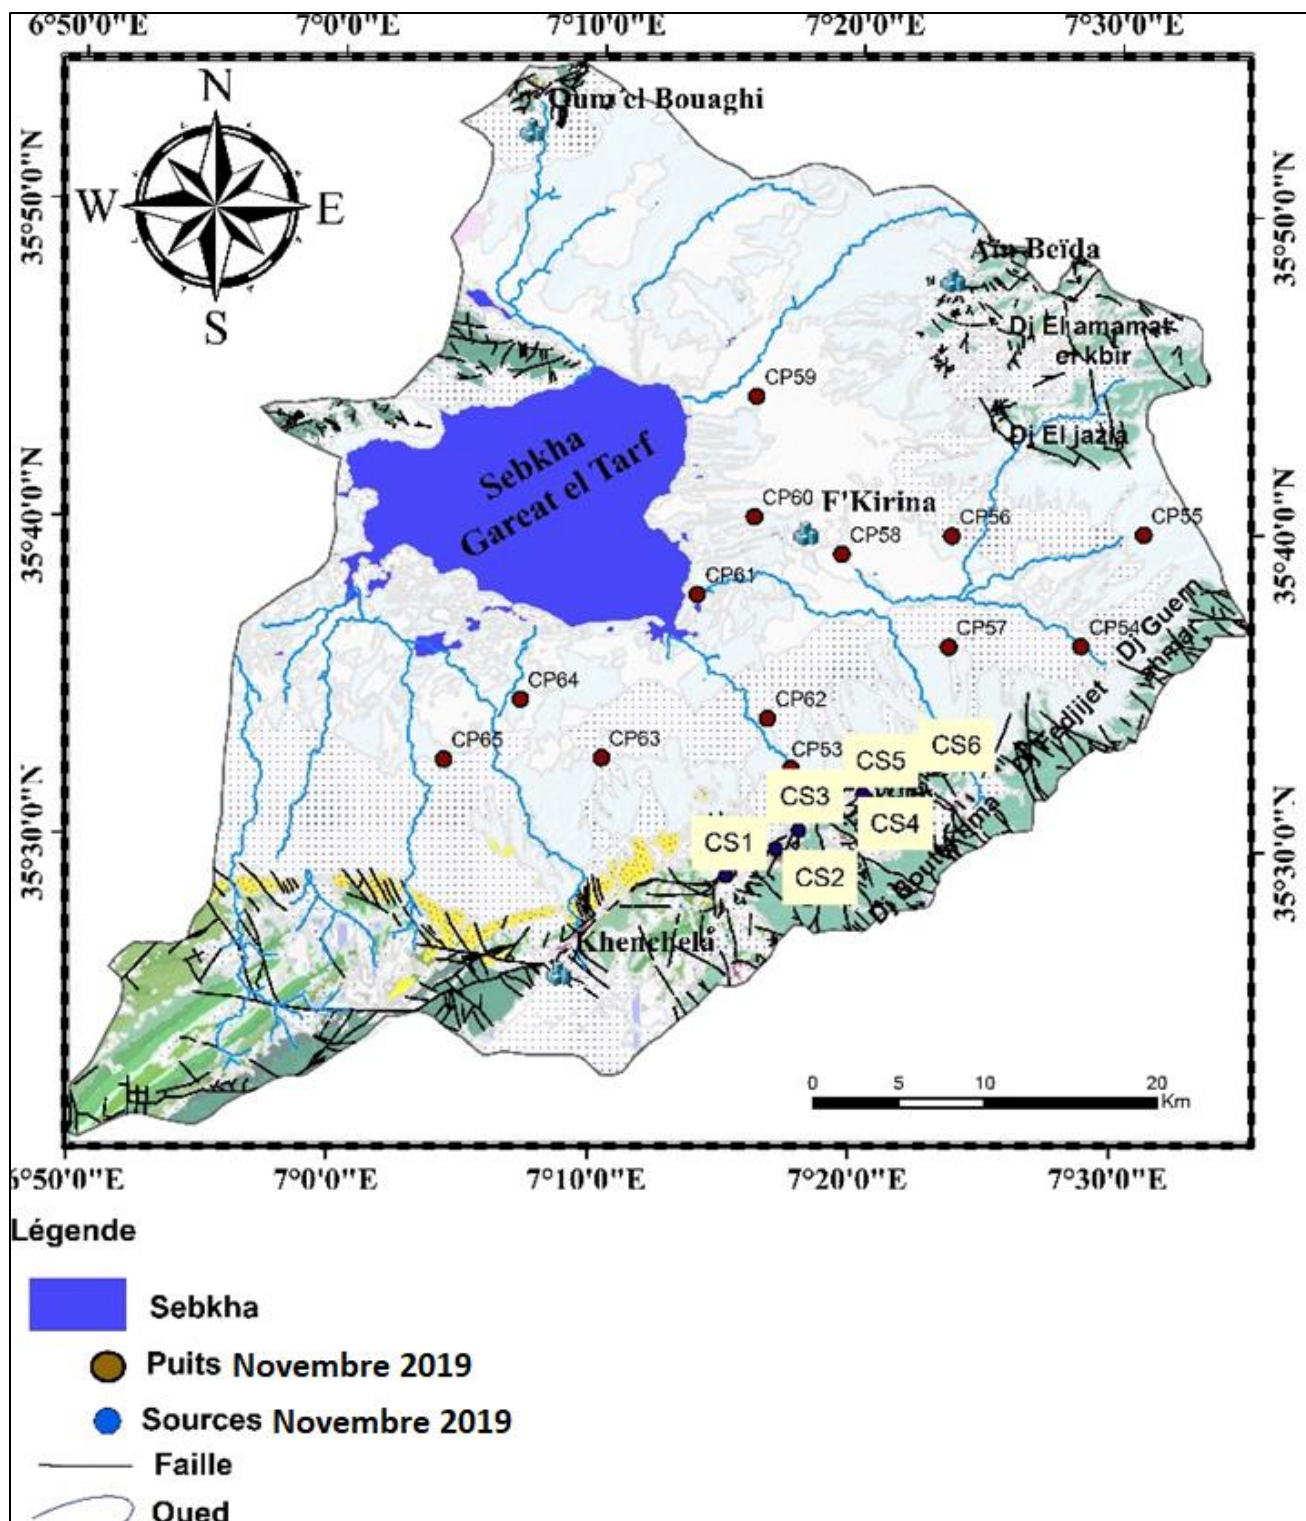 6°50'0"E 7°0'0"E 7°10'0"E 7°20'0"E 7°30'0"E
N
W E
S
Oum el Bouaghi
35°50'0"N
35°50'0"N
Aïn Beïda
Dj El amamat
el kbir
CP59
Dj El jazia
Sebkha
Garcat el Tarf
35°40'0"N
35°40'0"N
CP60
F'Kirina
CP58
CP56
CP55
CP61
CP57
CP54
Dj Guern
ahmar
CP64
CP62
Dj Fedjijet
CP65
CP63
CP53
CS6
CS5
CS3
CS4
CS1
CS2
35°30'0"N
35°30'0"N
Khenchela
0 5 10 20
Km
6°50'0"E 7°0'0"E 7°10'0"E 7°20'0"E 7°30'0"E
Légende
Sebkha
Puits Novembre 2019
Sources Novembre 2019
Faille
Oued